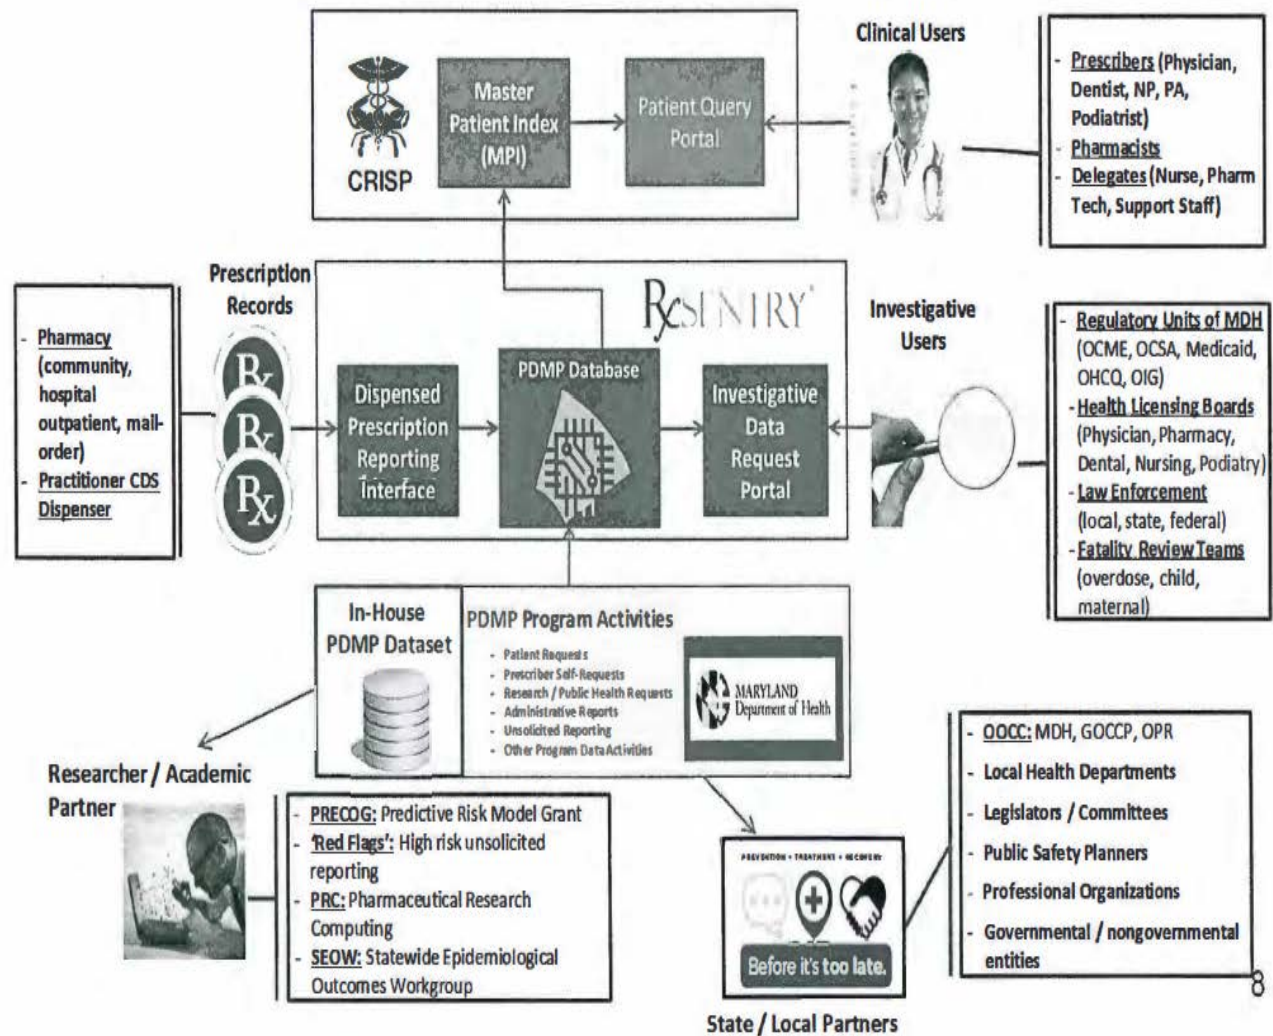 Clinical Users
- Prescribers (Physician,
Dentist, NP, PA,
Podiatrist)
- Pharmacists
- Delegates (Nurse, Pharm
Tech, Support Staff)
CRISP
Master
Patient Index
(MPI)
Patient Query
Portal
Prescription
Records
- Pharmacy
(community,
hospital
outpatient, mail-
order)
- Practitioner CDS
Dispenser
Rx
Rx
Rx
RxSENTRY
Dispensed
Prescription
Reporting
Interface
PDMP Database
Investigative
Data
Request
Portal
Investigative
Users
- Regulatory Units of MDH
(OCME, OCSA, Medicaid,
OHCQ, OIG)
- Health Licensing Boards
(Physician, Pharmacy,
Dental, Nursing, Podiatry)
- Law Enforcement
(local, state, federal)
- Fatality Review Teams
(overdose, child,
maternal)
In-House
PDMP Dataset
PDMP Program Activities
- Patient Requests
- Prescriber Self-Requests
- Research / Public Health Requests
- Administrative Reports
- Unsolicited Reporting
- Other Program Data Activities
MARYLAND
Department of Health
Researcher / Academic
Partner
- PRECOG: Predictive Risk Model Grant
- 'Red Flags': High risk unsolicited
reporting
- PRC: Pharmaceutical Research
Computing
- SEOW: Statewide Epidemiological
Outcomes Workgroup
PREVENTION • TREATMENT • RECOVERY
Before it's too late.
State / Local Partners
- OOCC: MDH, GOCCP, OPR
- Local Health Departments
- Legislators / Committees
- Public Safety Planners
- Professional Organizations
- Governmental / nongovernmental
entities
8